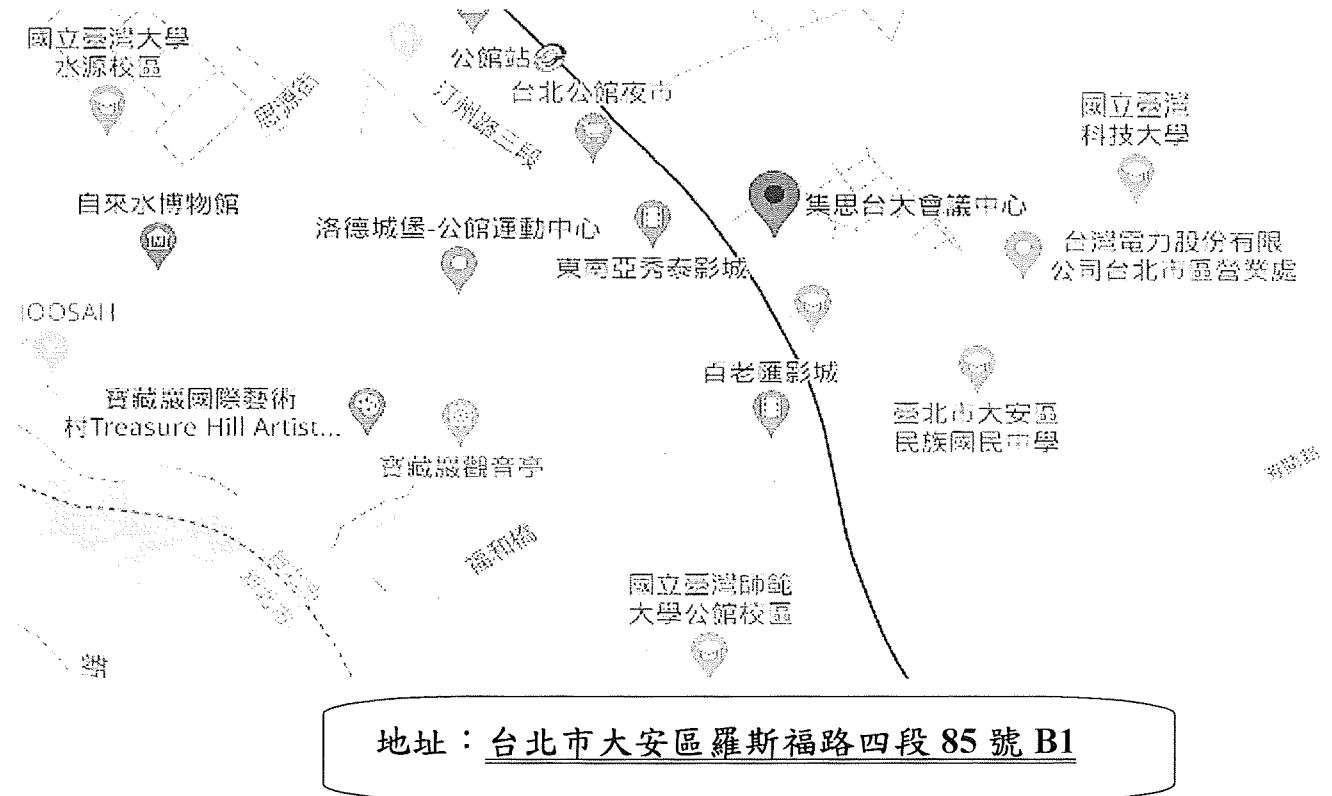 國立臺灣大學
水源校區
思源街
公館站
汀州路三段
台北公館夜市
國立臺灣
科技大學
自來水博物館
洛德城堡-公館運動中心
東南亞秀泰影城
集思台大會議中心
台灣電力股份有限
公司台北市區營業處
百老匯影城
寶藏巖國際藝術
村Treasure Hill Artist...
寶藏巖觀音亭
臺北市大安區
民族國民中學
福和橋
國立臺灣師範
大學公館校區
地址：台北市大安區羅斯福路四段 85 號 B1